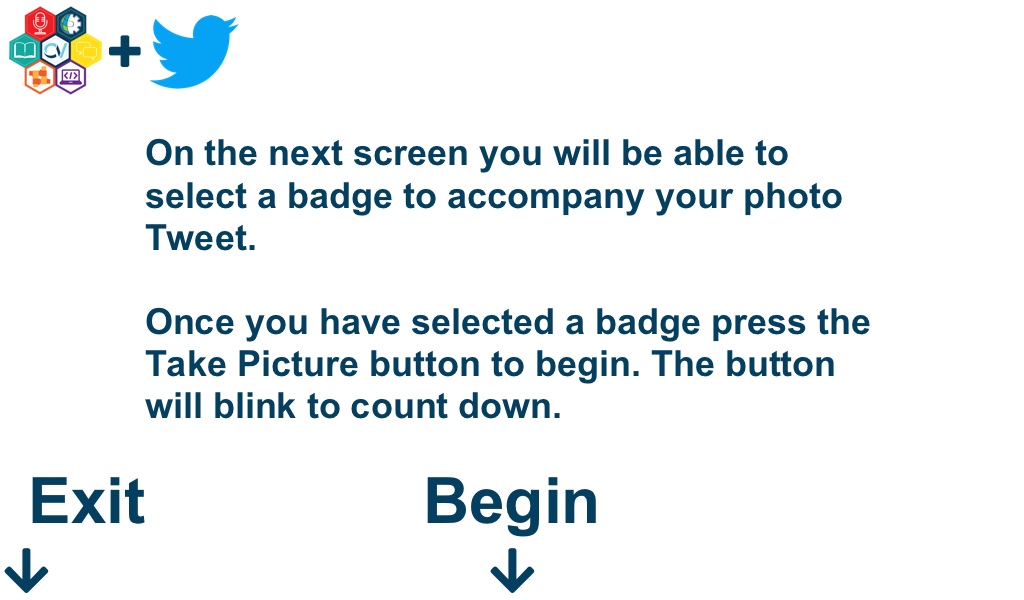 On the next screen you will be able to
select a badge to accompany your photo
Tweet.
Once you have selected a badge press the
Take Picture button to begin. The button
will blink to count down.
Exit
Begin